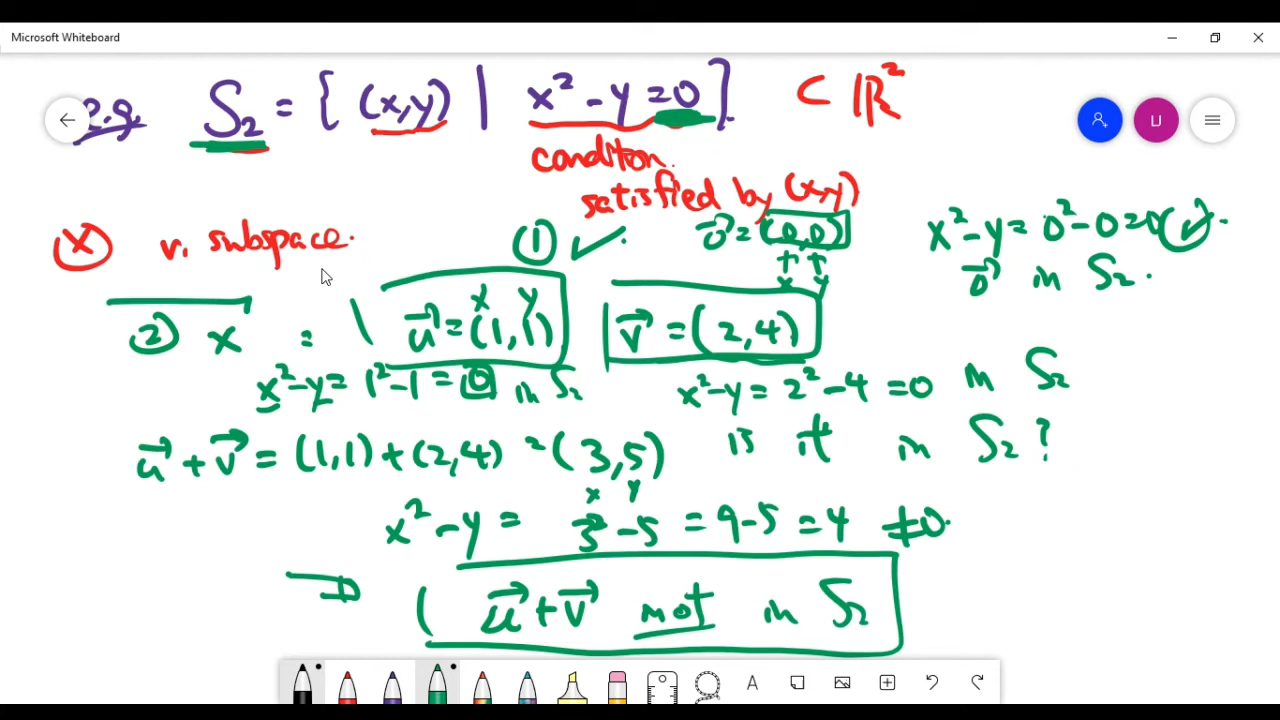 Microsoft Whiteboard
e.g. S₂ = { (x,y) | x² - y = 0 } ⊂ ℝ²
conditon.
satisfied by (x,y)
(X) v. subspace. (1) ✓ 0⃗ = (0,0) x² - y = 0² - 0 = 0 (✓).
x y 0⃗ in S₂.
(2) X : ( u⃗ = (1,1) v⃗ = (2,4)
x y
x² - y = 1² - 1 = 0 in S₂ x² - y = 2² - 4 = 0 in S₂
u⃗ + v⃗ = (1,1) + (2,4) = (3,5) is it in S₂?
x y
x² - y = 3² - 5 = 9 - 5 = 4 ≠ 0.
⇒ ( u⃗ + v⃗ not in S₂